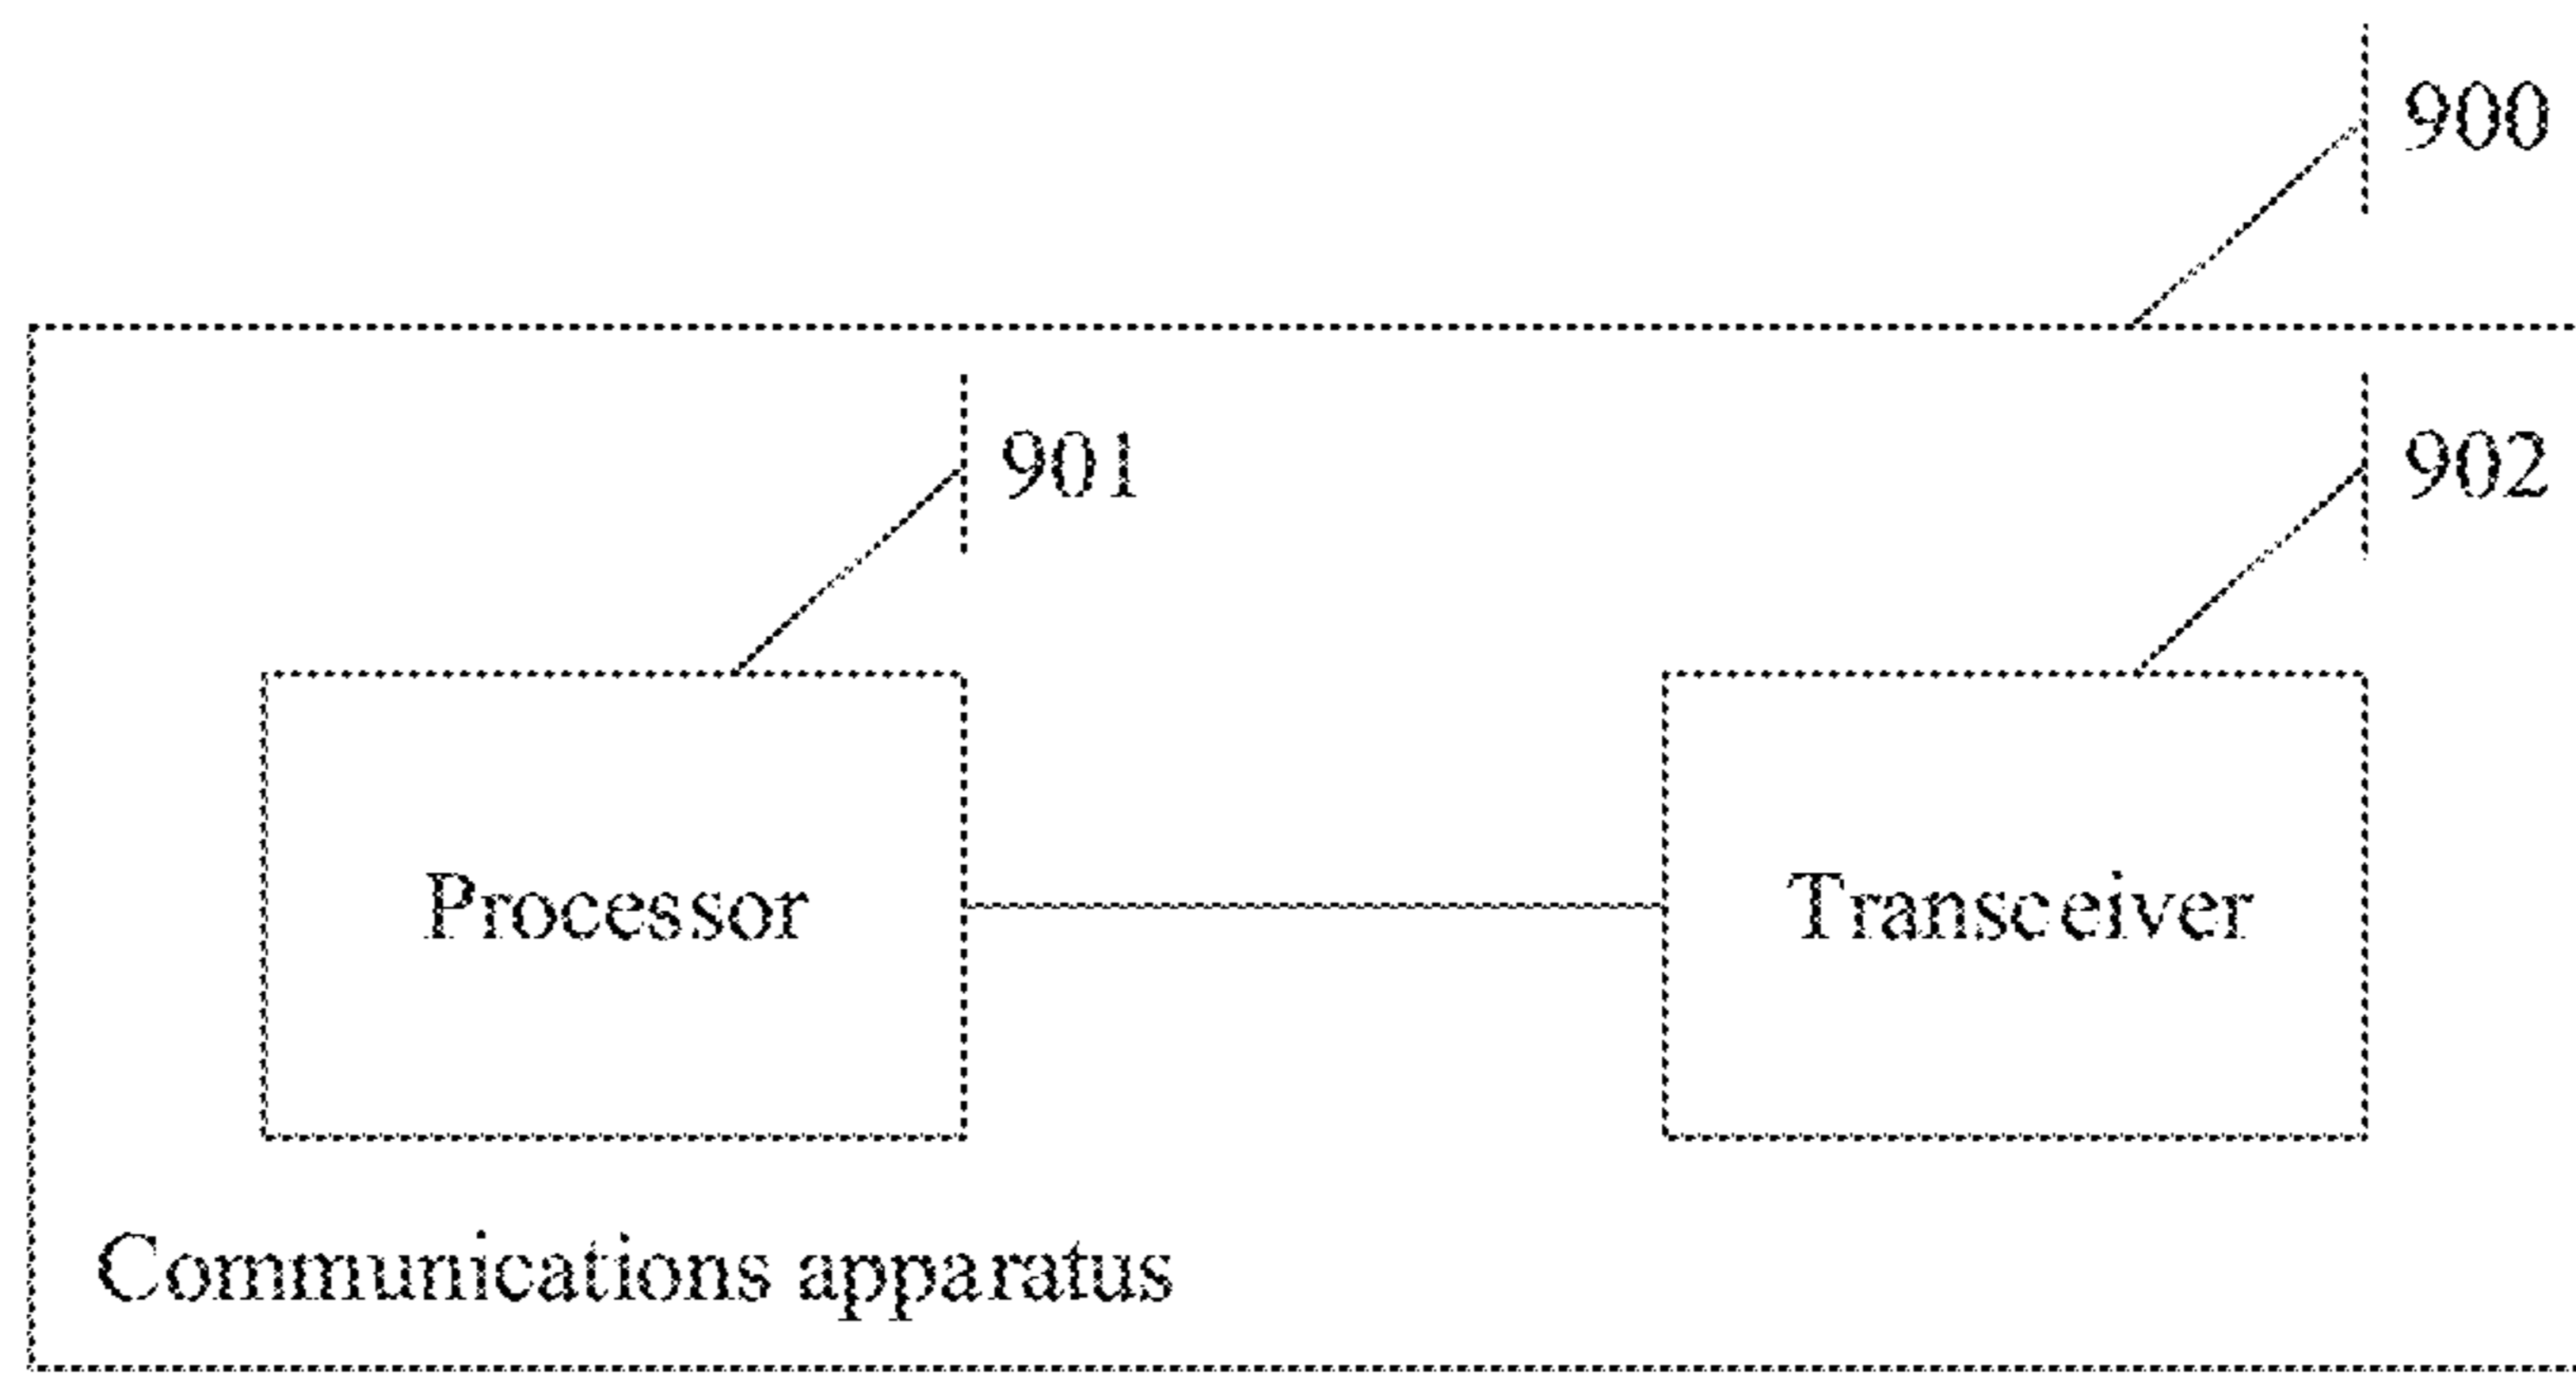 900
901
902
Processor
Transceiver
Communications apparatus